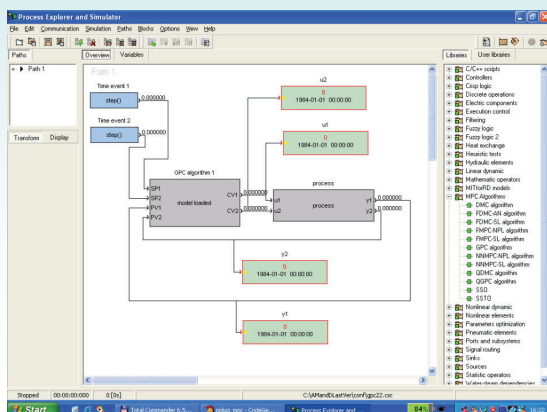 Process Explorer and Simulator
File Edit Communication Simulation Paths Blocks Options View Help
Paths
Overview Variables
Libraries User libraries
Path 1
Path 1
Transform Display
Time event 1
step()
0.000000
Time event 2
step()
0.000000
u2
0
1984-01-01 00:00:00
u1
0
1984-01-01 00:00:00
GPC algorithm 1
SP1
SP2
PV1
PV2
model loaded
CV1
CV2
0.000000
0.000000
process
u1
u2
process
y1
y2
0.000000
0.000000
y2
0
1984-01-01 00:00:00
y1
0
1984-01-01 00:00:00
C/C++ scripts
Controllers
Crisp logic
Discrete operations
Electric components
Execution control
Filtering
Fuzzy logic
Fuzzy logic 2
Heat exchange
Heuristic tests
Hydraulic elements
Linear dynamic
Mathematic operators
MITforRD models
MPC Algorithms
DMC algorithm
FDMC-AN algorithm
FDMC-SL algorithm
FMPC-NPL algorithm
FMPC-SL algorithm
GPC algorithm
NNMPC-NPL algorithm
NNMPC-SL algorithm
QDMC algorithm
QGPC algorithm
SSO
SSTO
Nonlinear dynamic
Nonlinear elements
Parameters optimization
Pneumatic elements
Ports and subsystems
Signal routing
Sinks
Sources
Statistic operators
Water-steam dependencies
Stopped 00:00:00:000 0 [0s] C:\AMandDLastVer\conf\gpc22.csc
Start Total Commander 6.5... Process Explorer and 84%